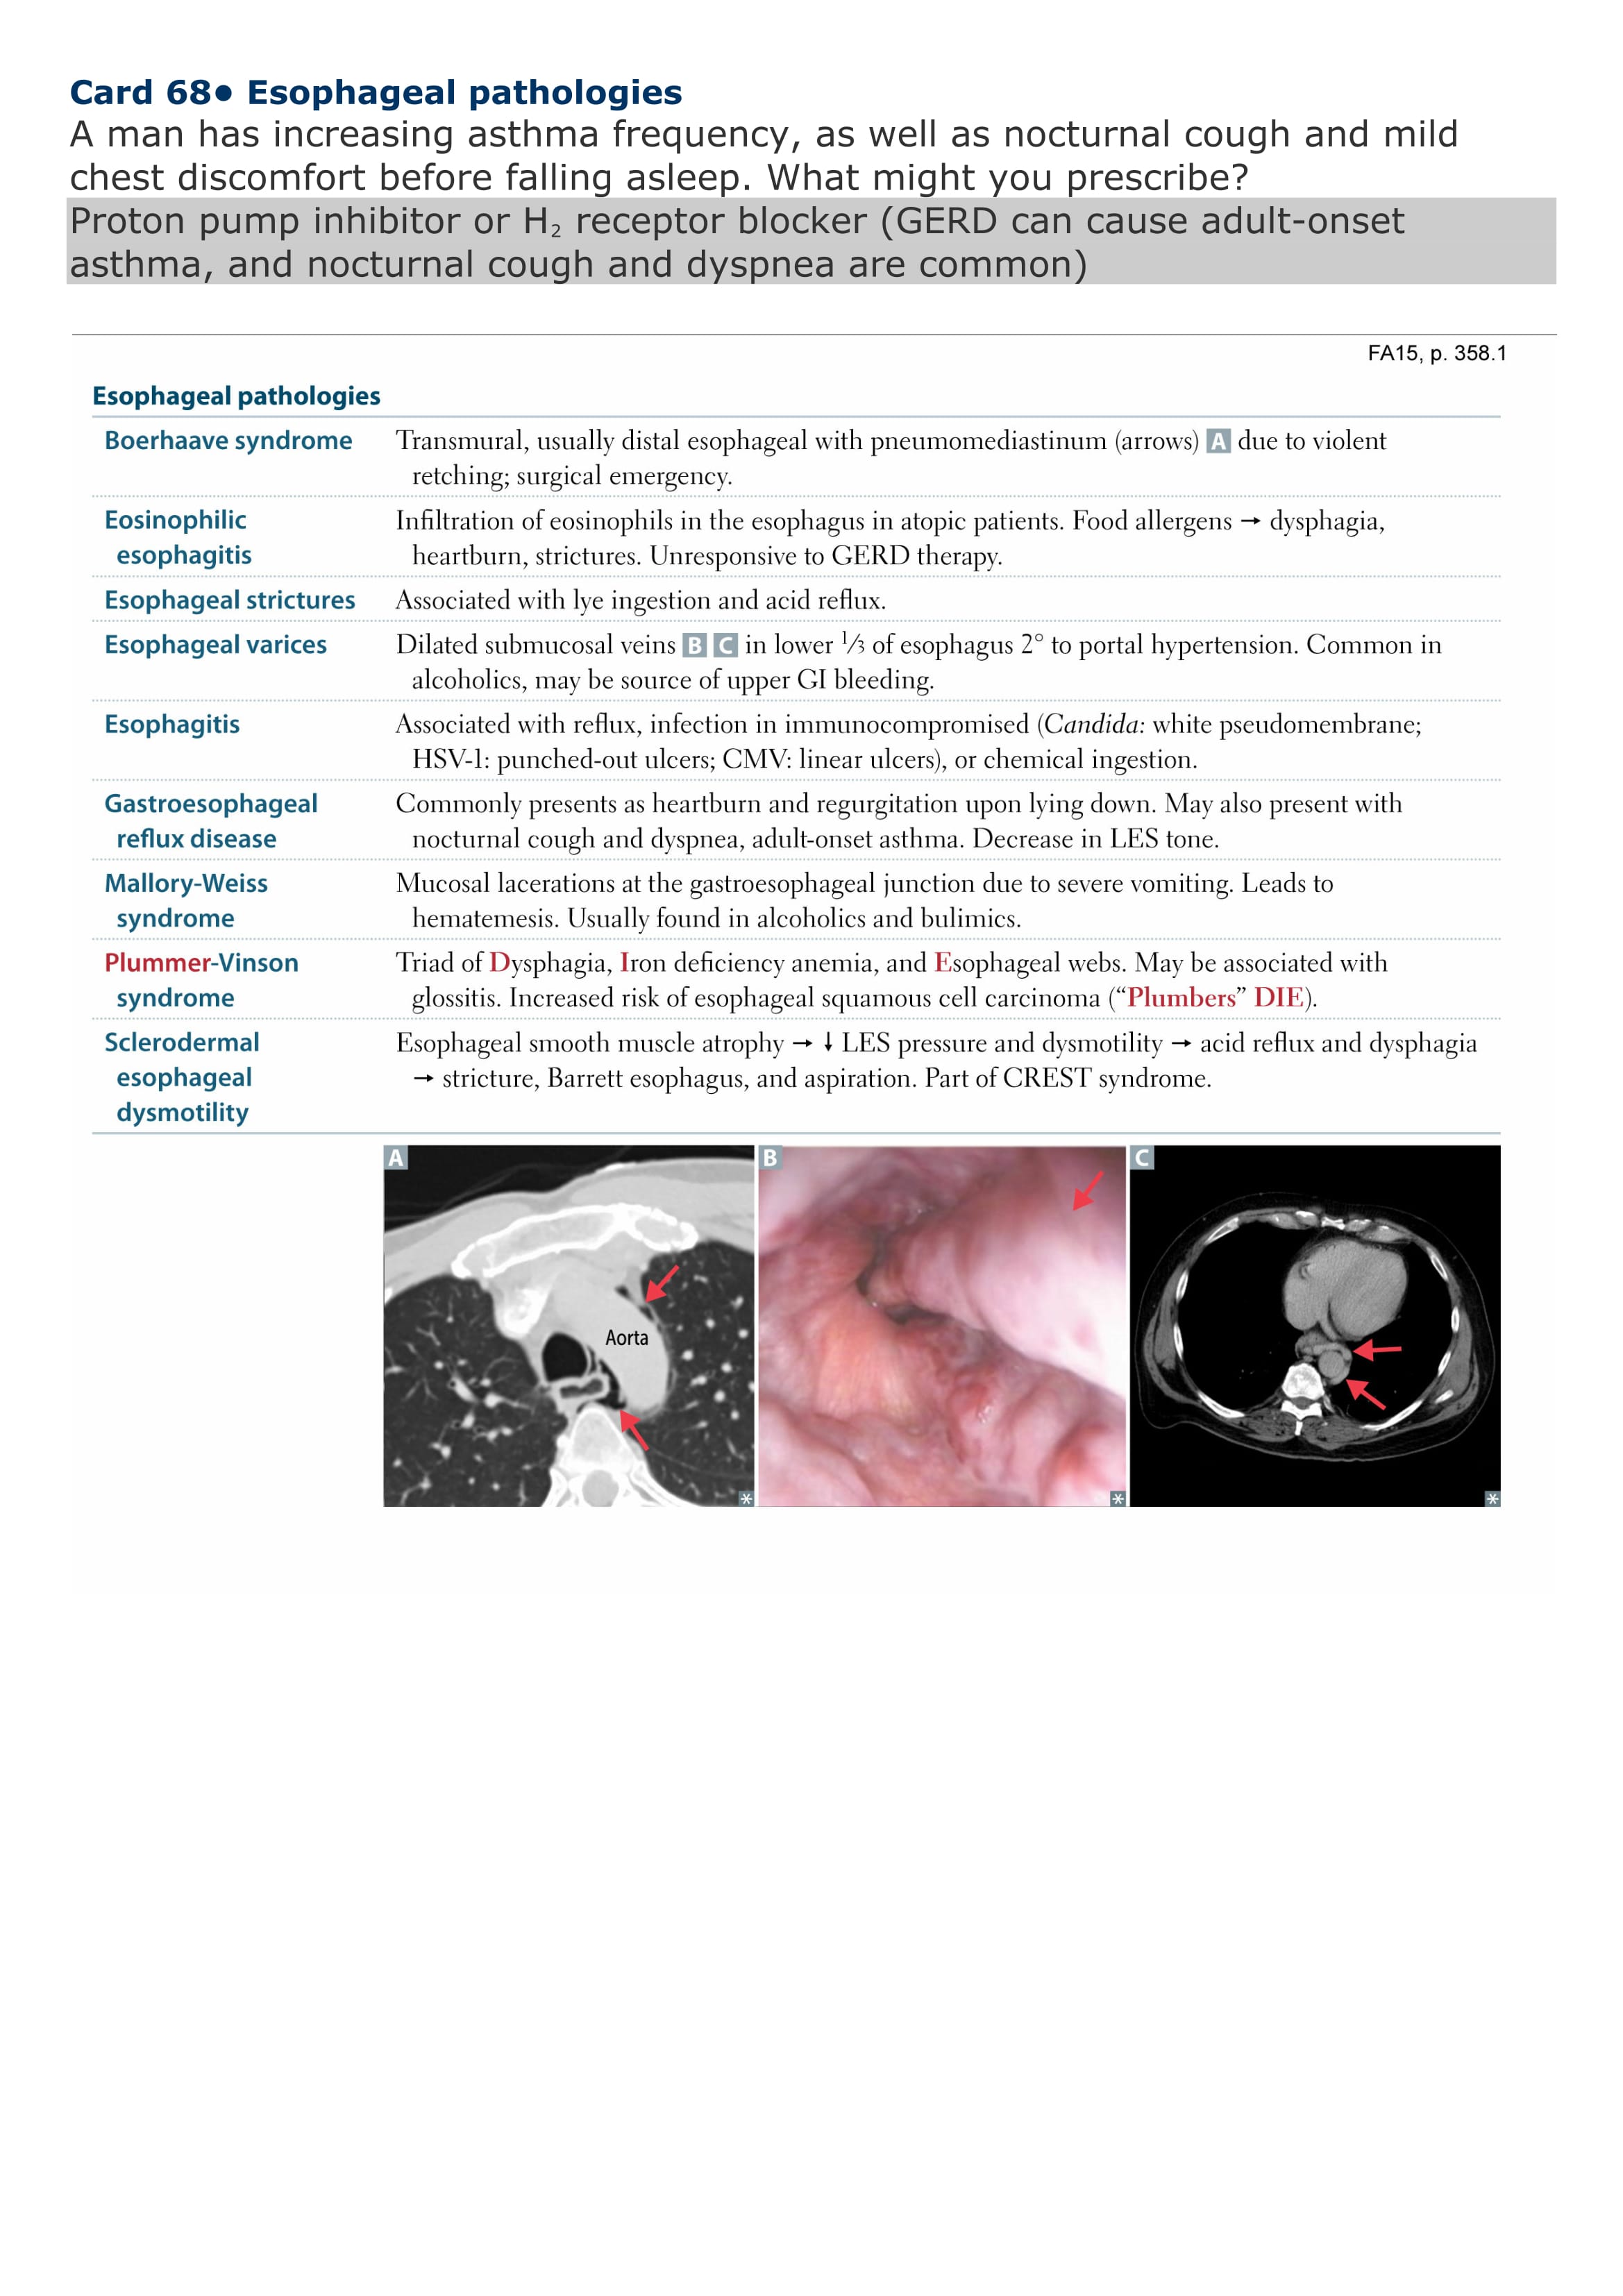 Card 68● Esophageal pathologies
A man has increasing asthma frequency, as well as nocturnal cough and mild
chest discomfort before falling asleep. What might you prescribe?
Proton pump inhibitor or H₂ receptor blocker (GERD can cause adult-onset
asthma, and nocturnal cough and dyspnea are common)
FA15, p. 358.1
Esophageal pathologies
Boerhaave syndrome Transmural, usually distal esophageal with pneumomediastinum (arrows) A due to violent
retching; surgical emergency.
Eosinophilic Infiltration of eosinophils in the esophagus in atopic patients. Food allergens → dysphagia,
esophagitis heartburn, strictures. Unresponsive to GERD therapy.
Esophageal strictures Associated with lye ingestion and acid reflux.
Esophageal varices Dilated submucosal veins B C in lower ⅓ of esophagus 2° to portal hypertension. Common in
alcoholics, may be source of upper GI bleeding.
Esophagitis Associated with reflux, infection in immunocompromised (Candida: white pseudomembrane;
HSV-1: punched-out ulcers; CMV: linear ulcers), or chemical ingestion.
Gastroesophageal Commonly presents as heartburn and regurgitation upon lying down. May also present with
reflux disease nocturnal cough and dyspnea, adult-onset asthma. Decrease in LES tone.
Mallory-Weiss Mucosal lacerations at the gastroesophageal junction due to severe vomiting. Leads to
syndrome hematemesis. Usually found in alcoholics and bulimics.
Plummer-Vinson Triad of Dysphagia, Iron deficiency anemia, and Esophageal webs. May be associated with
syndrome glossitis. Increased risk of esophageal squamous cell carcinoma (“Plumbers” DIE).
Sclerodermal Esophageal smooth muscle atrophy → ↓ LES pressure and dysmotility → acid reflux and dysphagia
esophageal → stricture, Barrett esophagus, and aspiration. Part of CREST syndrome.
dysmotility
A B C
Aorta